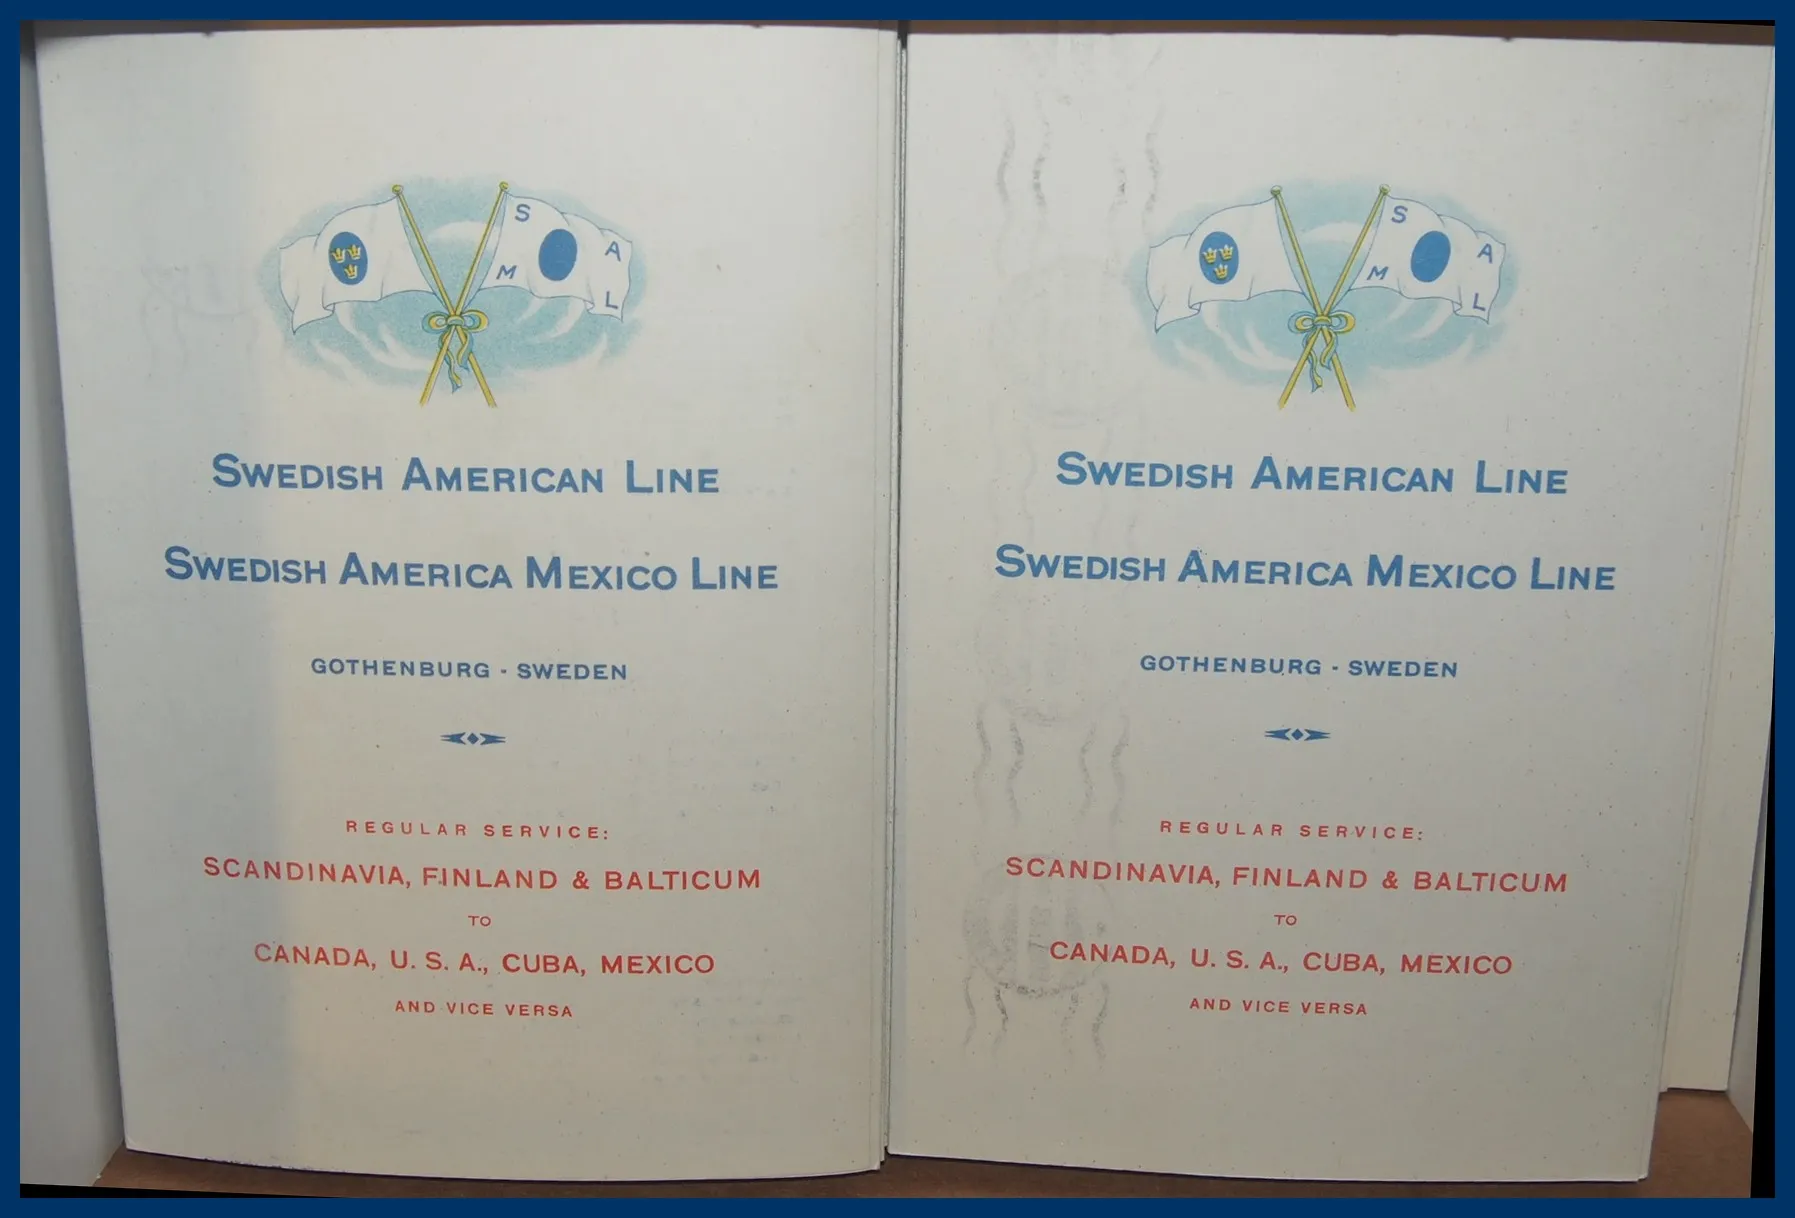 S
A
M
L
SWEDISH AMERICAN LINE
SWEDISH AMERICA MEXICO LINE
GOTHENBURG - SWEDEN
REGULAR SERVICE:
SCANDINAVIA, FINLAND & BALTICUM
TO
CANADA, U. S. A., CUBA, MEXICO
AND VICE VERSA
S
A
M
L
SWEDISH AMERICAN LINE
SWEDISH AMERICA MEXICO LINE
GOTHENBURG - SWEDEN
REGULAR SERVICE:
SCANDINAVIA, FINLAND & BALTICUM
TO
CANADA, U. S. A., CUBA, MEXICO
AND VICE VERSA